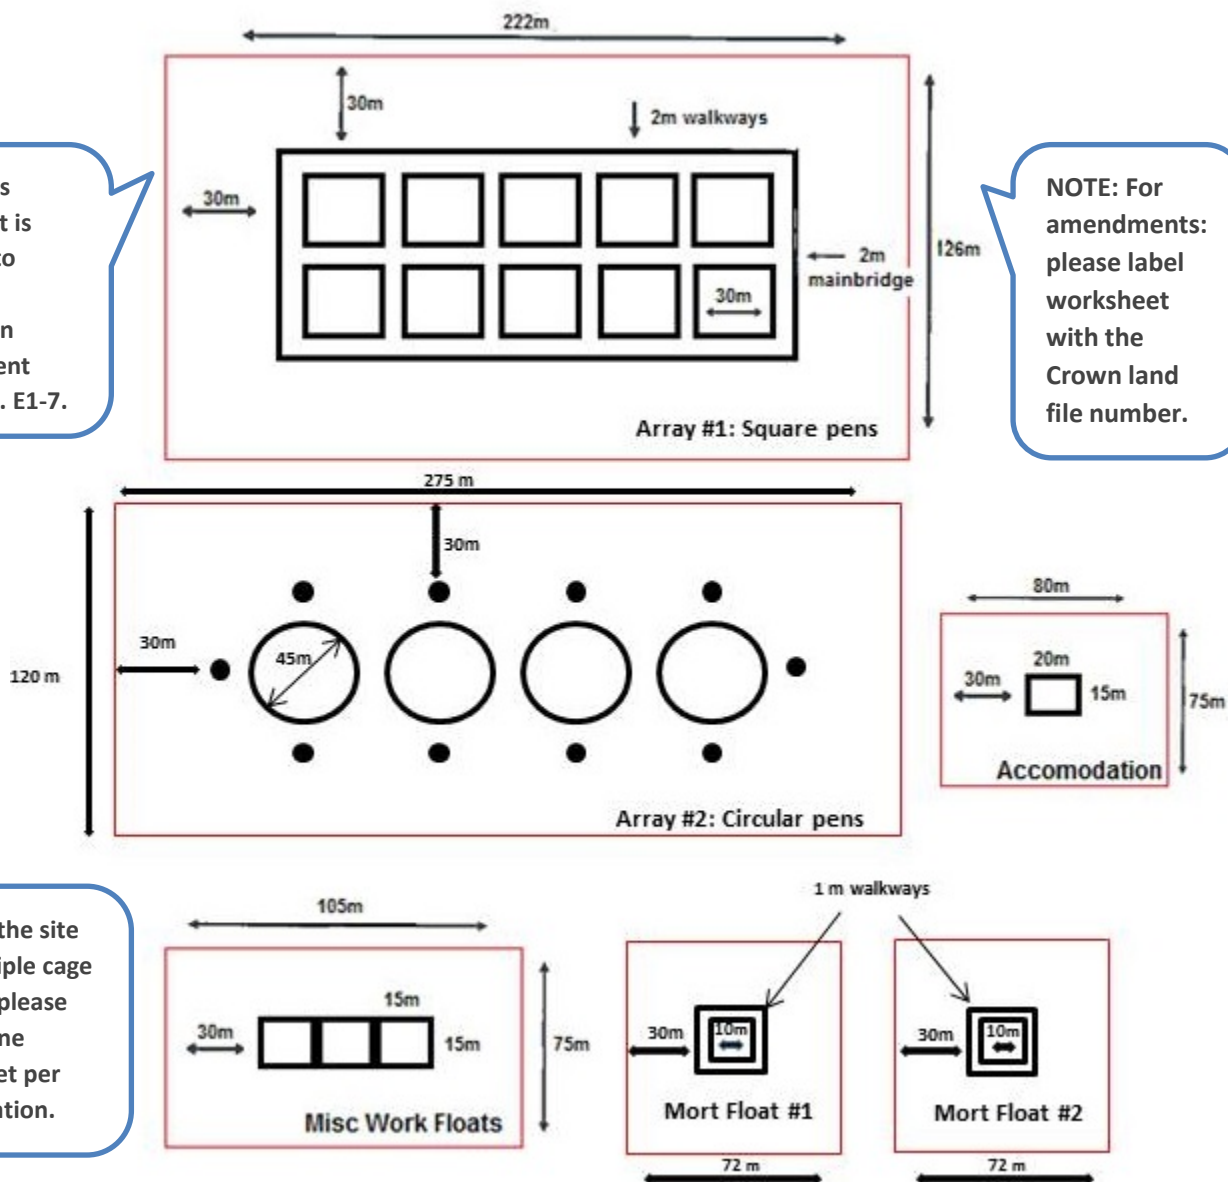 222m
30m
2m walkways
30m
2m
mainbridge
30m
126m
Array #1: Square pens
s
t is
to
n
ent
. E1-7.
NOTE: For
amendments:
please label
worksheet
with the
Crown land
file number.
275 m
30m
30m
45m
120 m
Array #2: Circular pens
80m
20m
30m
15m
75m
Accomodation
the site
iple cage
please
ne
et per
ation.
105m
15m
30m
15m
75m
Misc Work Floats
1 m walkways
30m
10m
Mort Float #1
72 m
30m
10m
Mort Float #2
72 m